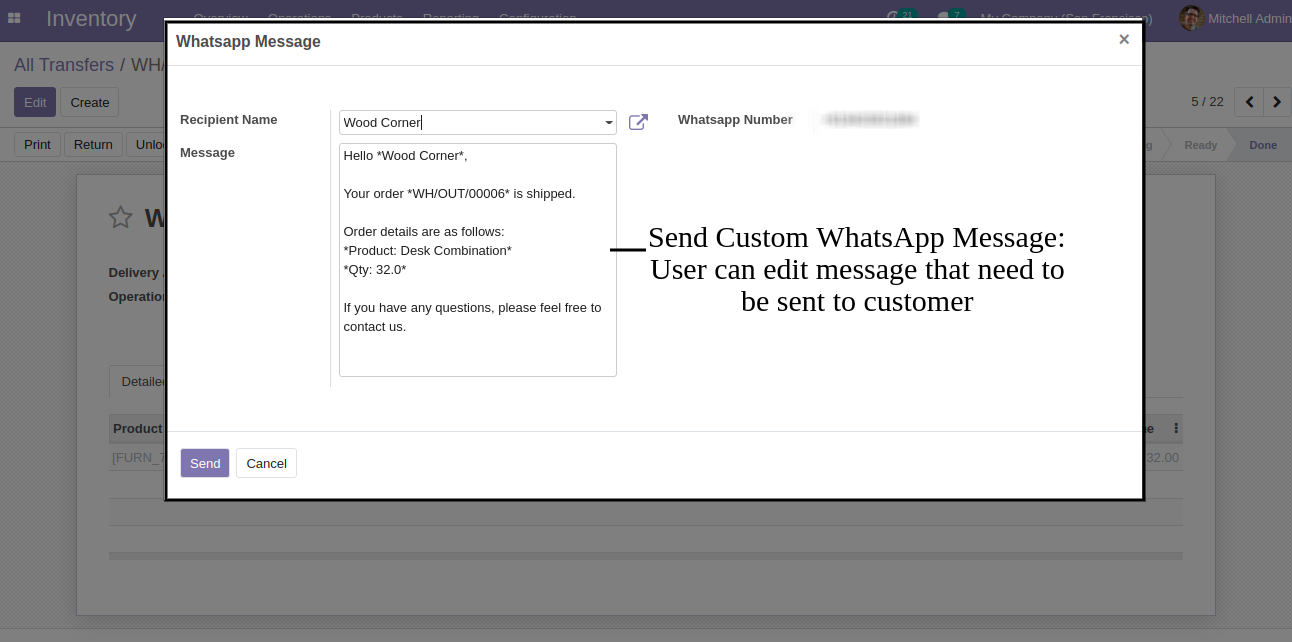 Inventory
Overview Operations Products Reporting Configuration
21
7
My Company (San Francisco)
Mitchell Admin
All Transfers / WH/
Edit
Create
5 / 22
Print
Return
Ready
Done
Whatsapp Message
×
Recipient Name
Wood Corner
Whatsapp Number
Message
Hello *Wood Corner*,
Your order *WH/OUT/00006* is shipped.
Order details are as follows:
*Product: Desk Combination*
*Qty: 32.0*
If you have any questions, please feel free to
contact us.
Send Custom WhatsApp Message:
User can edit message that need to
be sent to customer
Send
Cancel
Delivery
Product
[FURN_7
32.00